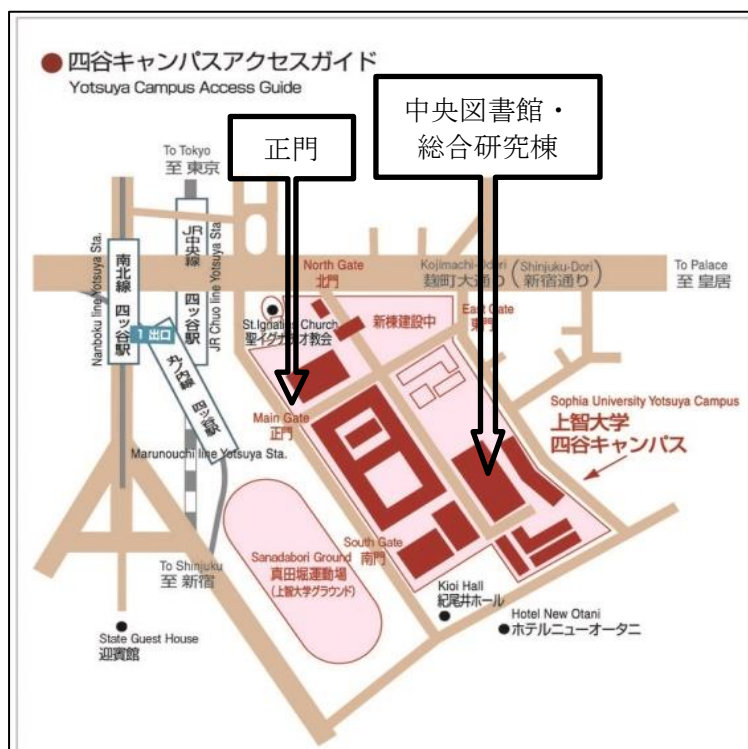 ● 四谷キャンパスアクセスガイド
Yotsuya Campus Access Guide
正門
中央図書館・
総合研究棟
To Tokyo
至 東京
Nanboku line Yotsuya Sta.
南北線 四ッ谷駅
JR中央線 四ッ谷駅
JR Chuo line Yotsuya Sta.
North Gate
北門
Kojimachi-Odori (Shinjuku-Dori)
麹町大通り (新宿通り)
To Palace
至 皇居
1 出口
St.Ignatius Church
聖イグナチオ教会
新棟建設中
East Gate
東門
丸ノ内線 四ッ谷駅
Marunouchi line Yotsuya Sta.
Main Gate
正門
Sophia University Yotsuya Campus
上智大学
四谷キャンパス
To Shinjuku
至 新宿
South Gate
南門
Sanadabori Ground
真田堀運動場
(上智大学グラウンド)
Kioi Hall
紀尾井ホール
Hotel New Otani
ホテルニューオータニ
State Guest House
迎賓館